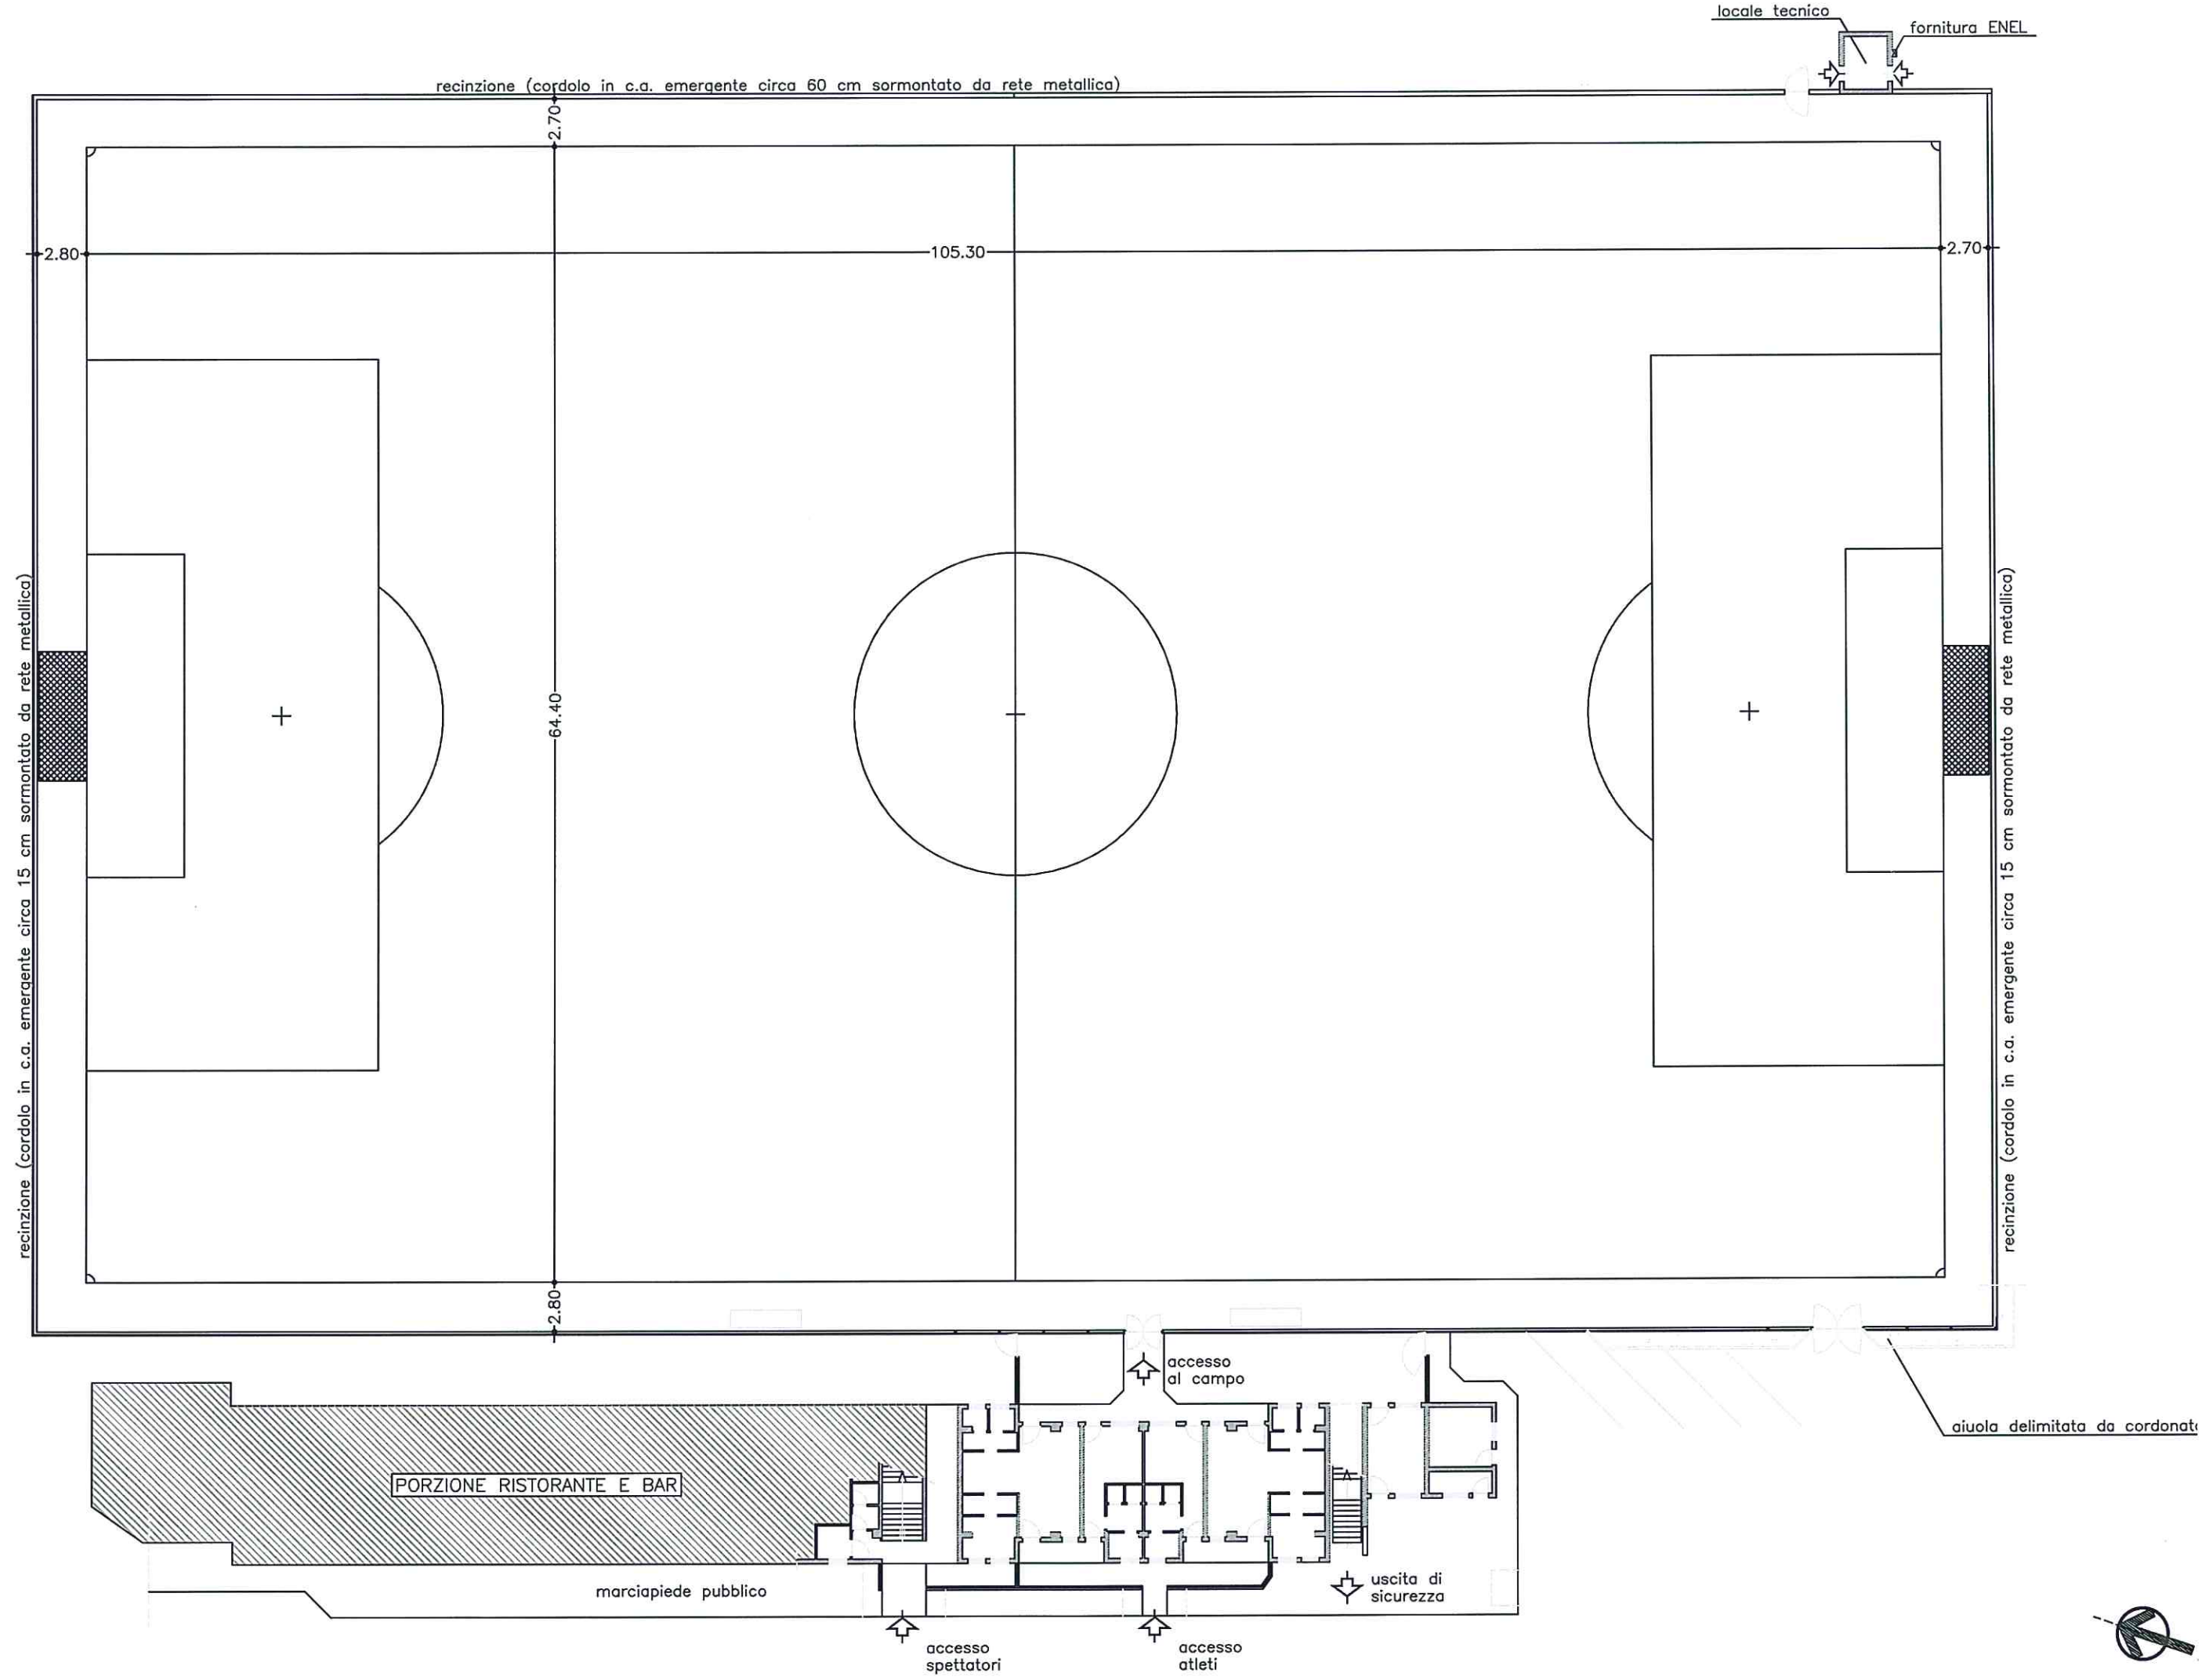 locale tecnico
fornitura ENEL
recinzione (cordolo in c.a. emergente circa 60 cm sormontato da rete metallica)
2.70
2.80
105.30
2.70
64.40
recinzione (cordolo in c.a. emergente circa 15 cm sormontato da rete metallica)
recinzione (cordolo in c.a. emergente circa 15 cm sormontato da rete metallica)
2.80
accesso
al campo
aiuola delimitata da cordonat
PORZIONE RISTORANTE E BAR
marciapiede pubblico
uscita di
sicurezza
accesso
spettatori
accesso
atleti